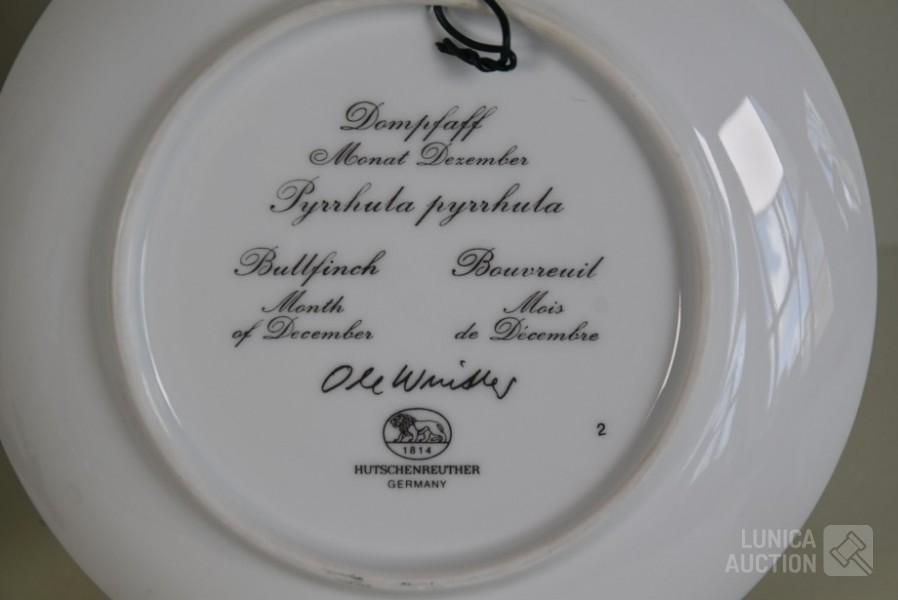 Dompfaff
Monat Dezember
Pyrrhula pyrrhula
Bullfinch
Month
of December
Bouvreuil
Mois
de Décembre
Ole Winther
2
1814
HUTSCHENREUTHER
GERMANY
LUNICA
AUCTION